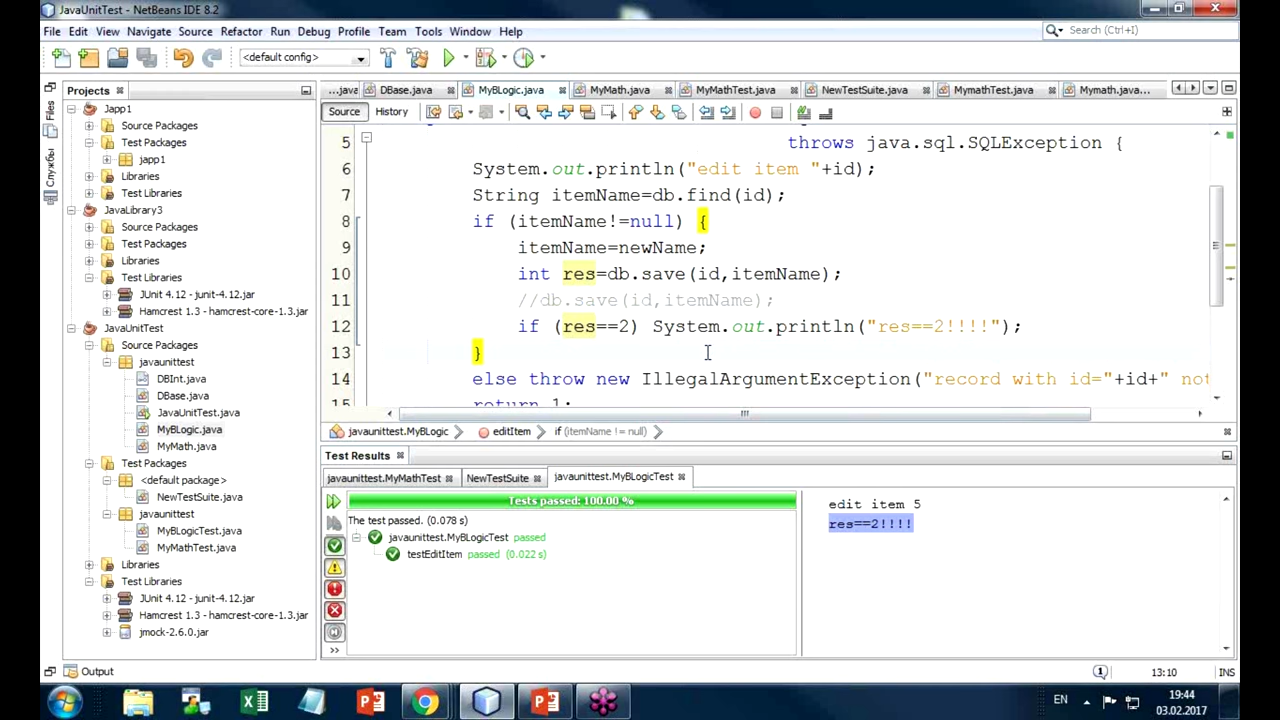 JavaUnitTest - NetBeans IDE 8.2
File Edit View Navigate Source Refactor Run Debug Profile Team Tools Window Help
Search (Ctrl+I)
<default config>
Projects
...java DBase.java MyBLogic.java MyMath.java MyMathTest.java NewTestSuite.java MymathTest.java Mymath.java...
Source History
Files
Службы
Japp1
Source Packages
Test Packages
japp1
Libraries
Test Libraries
JavaLibrary3
Source Packages
Test Packages
Libraries
Test Libraries
JUnit 4.12 - junit-4.12.jar
Hamcrest 1.3 - hamcrest-core-1.3.jar
JavaUnitTest
Source Packages
javaunittest
DBInt.java
DBase.java
JavaUnitTest.java
MyBLogic.java
MyMath.java
Test Packages
<default package>
NewTestSuite.java
javaunittest
MyBLogicTest.java
MyMathTest.java
Libraries
Test Libraries
JUnit 4.12 - junit-4.12.jar
Hamcrest 1.3 - hamcrest-core-1.3.jar
jmock-2.6.0.jar
5 throws java.sql.SQLException {
6 System.out.println("edit item "+id);
7 String itemName=db.find(id);
8 if (itemName!=null) {
9 itemName=newName;
10 int res=db.save(id,itemName);
11 //db.save(id,itemName);
12 if (res==2) System.out.println("res==2!!!!");
13 }
14 else throw new IllegalArgumentException("record with id="+id+" not
15 return 1;
javaunittest.MyBLogic editItem if (itemName != null)
Test Results
javaunittest.MyMathTest NewTestSuite javaunittest.MyBLogicTest
Tests passed: 100.00 %
The test passed. (0.078 s)
javaunittest.MyBLogicTest passed
testEditItem passed (0.022 s)
edit item 5
res==2!!!!
Output
1
13:10
INS
EN
19:44
03.02.2017